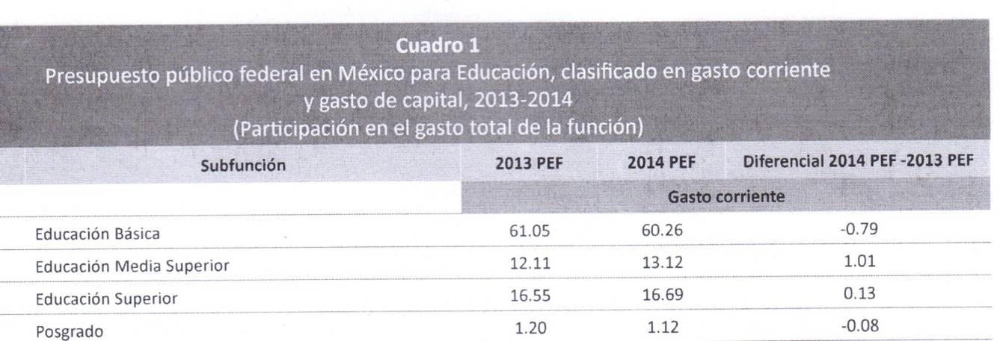 Cuadro 1
Presupuesto público federal en México para Educación, clasificado en gasto corriente
y gasto de capital, 2013-2014
(Participación en el gasto total de la función)
Subfunción 2013 PEF 2014 PEF Diferencial 2014 PEF -2013 PEF
Gasto corriente
Educación Básica 61.05 60.26 -0.79
Educación Media Superior 12.11 13.12 1.01
Educación Superior 16.55 16.69 0.13
Posgrado 1.20 1.12 -0.08